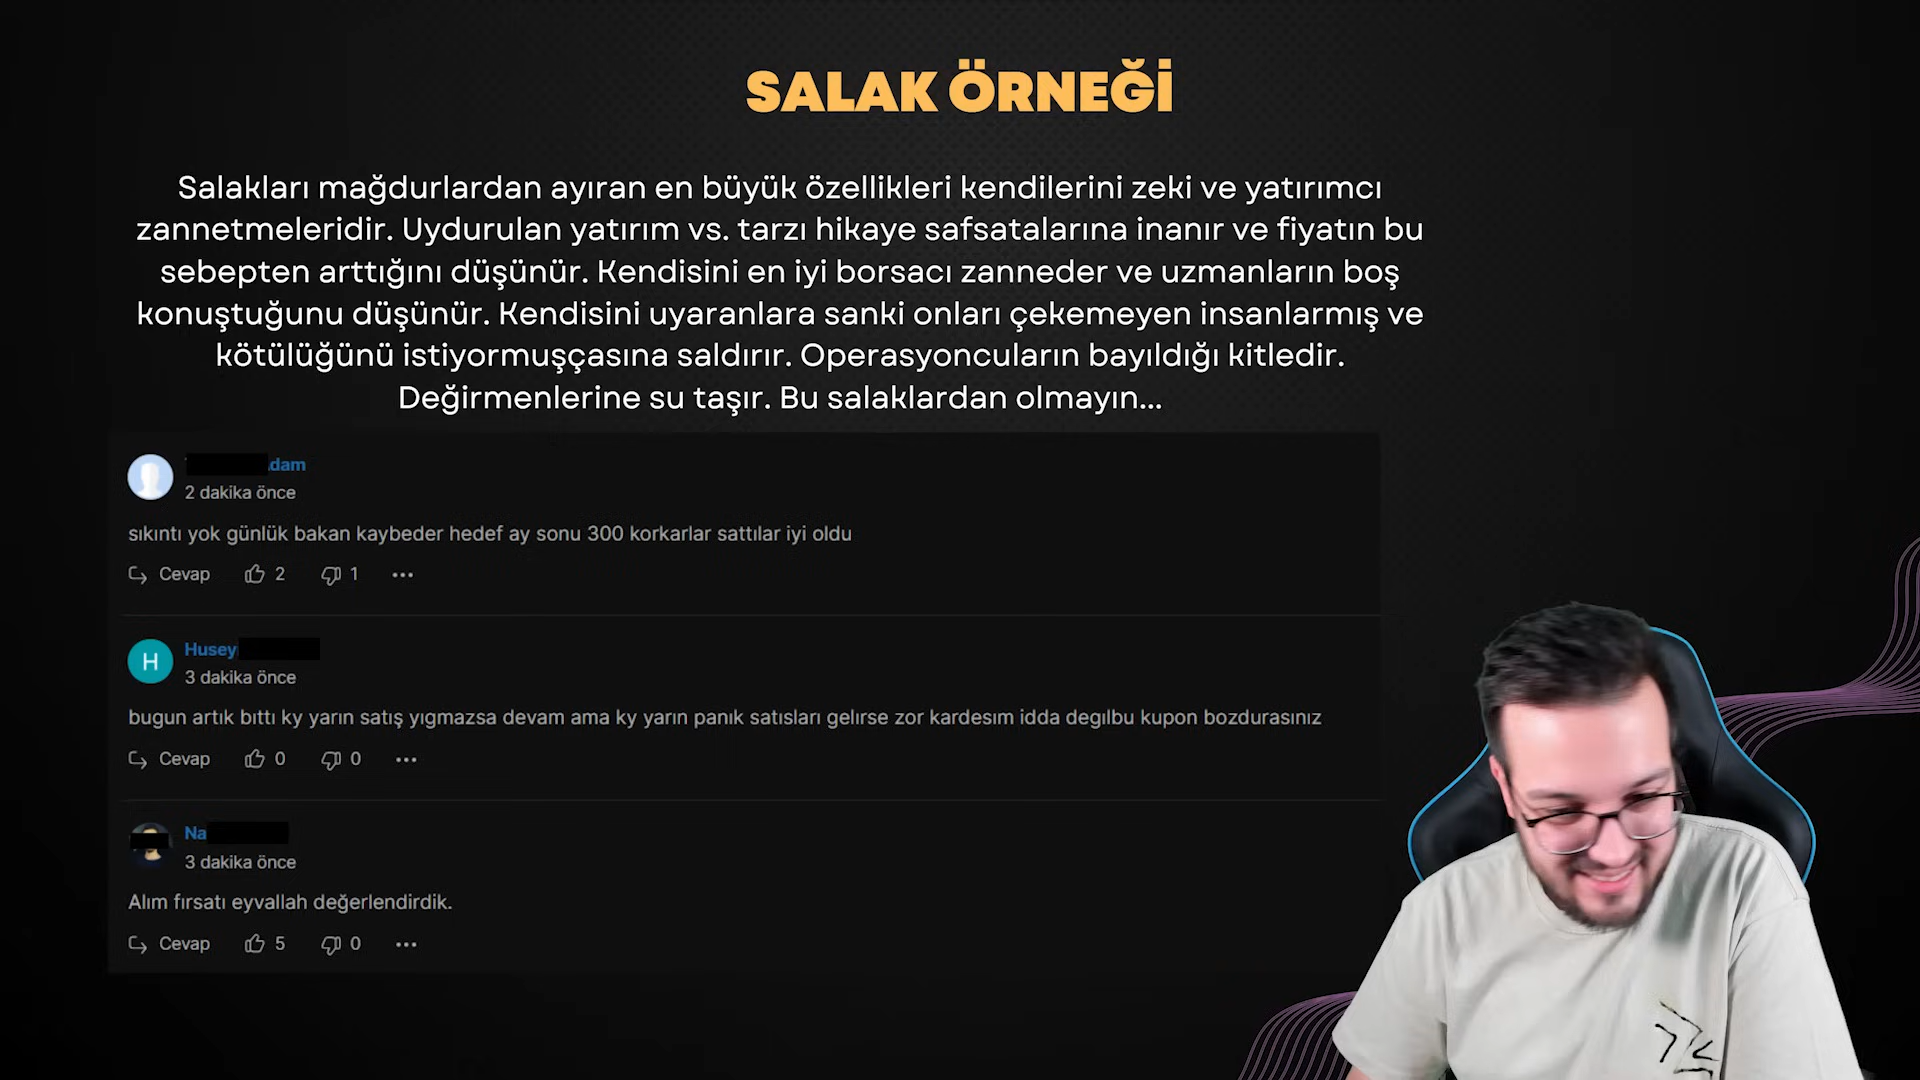 SALAK ÖRNEĞİ
Salakları mağdurlardan ayıran en büyük özellikleri kendilerini zeki ve yatırımcı
zannetmeleridir. Uydurulan yatırım vs. tarzı hikaye safsatalarına inanır ve fiyatın bu
sebepten arttığını düşünür. Kendisini en iyi borsacı zanneder ve uzmanların boş
konuştuğunu düşünür. Kendisini uyaranlara sanki onları çekemeyen insanlarmış ve
kötülüğünü istiyormuşçasına saldırır. Operasyoncuların bayıldığı kitledir.
Değirmenlerine su taşır. Bu salaklardan olmayın...
dam
2 dakika önce
sıkıntı yok günlük bakan kaybeder hedef ay sonu 300 korkarlar sattılar iyi oldu
Cevap 2 1
H
Husey
3 dakika önce
bugun artık bıttı ky yarın satış yıgmazsa devam ama ky yarın panık satısları gelırse zor kardesım idda degılbu kupon bozdurasınız
Cevap 0 0
Na
3 dakika önce
Alım fırsatı eyvallah değerlendirdik.
Cevap 5 0